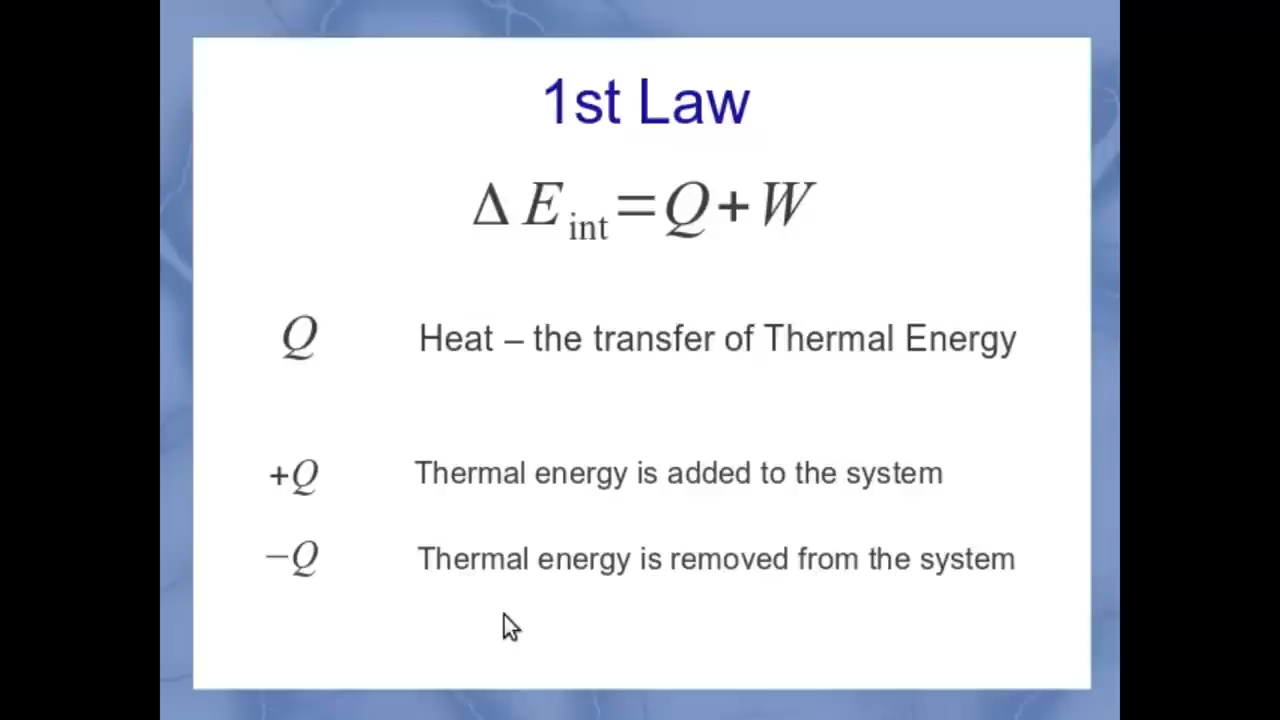 1st Law
Δ E int = Q + W
Q Heat – the transfer of Thermal Energy
+Q Thermal energy is added to the system
−Q Thermal energy is removed from the system